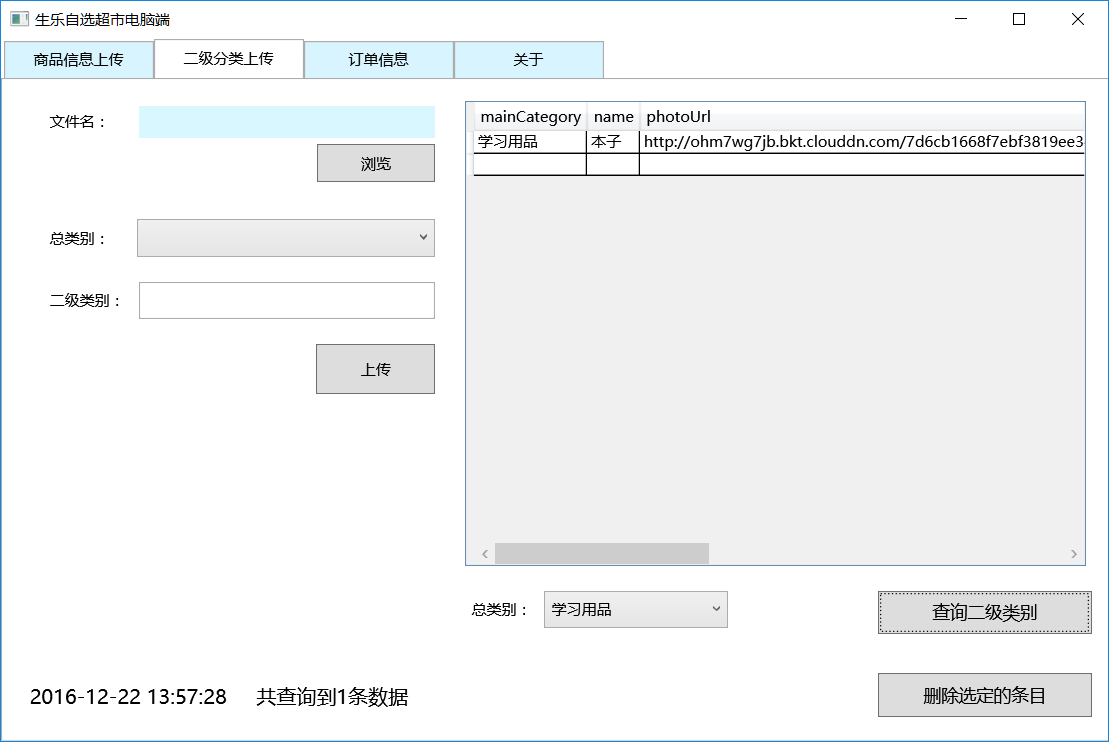 生乐自选超市电脑端
商品信息上传 二级分类上传 订单信息 关于
文件名：
浏览
总类别：
二级类别：
上传
mainCategory name photoUrl
学习用品 本子 http://ohm7wg7jb.bkt.clouddn.com/7d6cb1668f7ebf3819ee3
总类别： 学习用品 查询二级类别
2016-12-22 13:57:28 共查询到1条数据
删除选定的条目